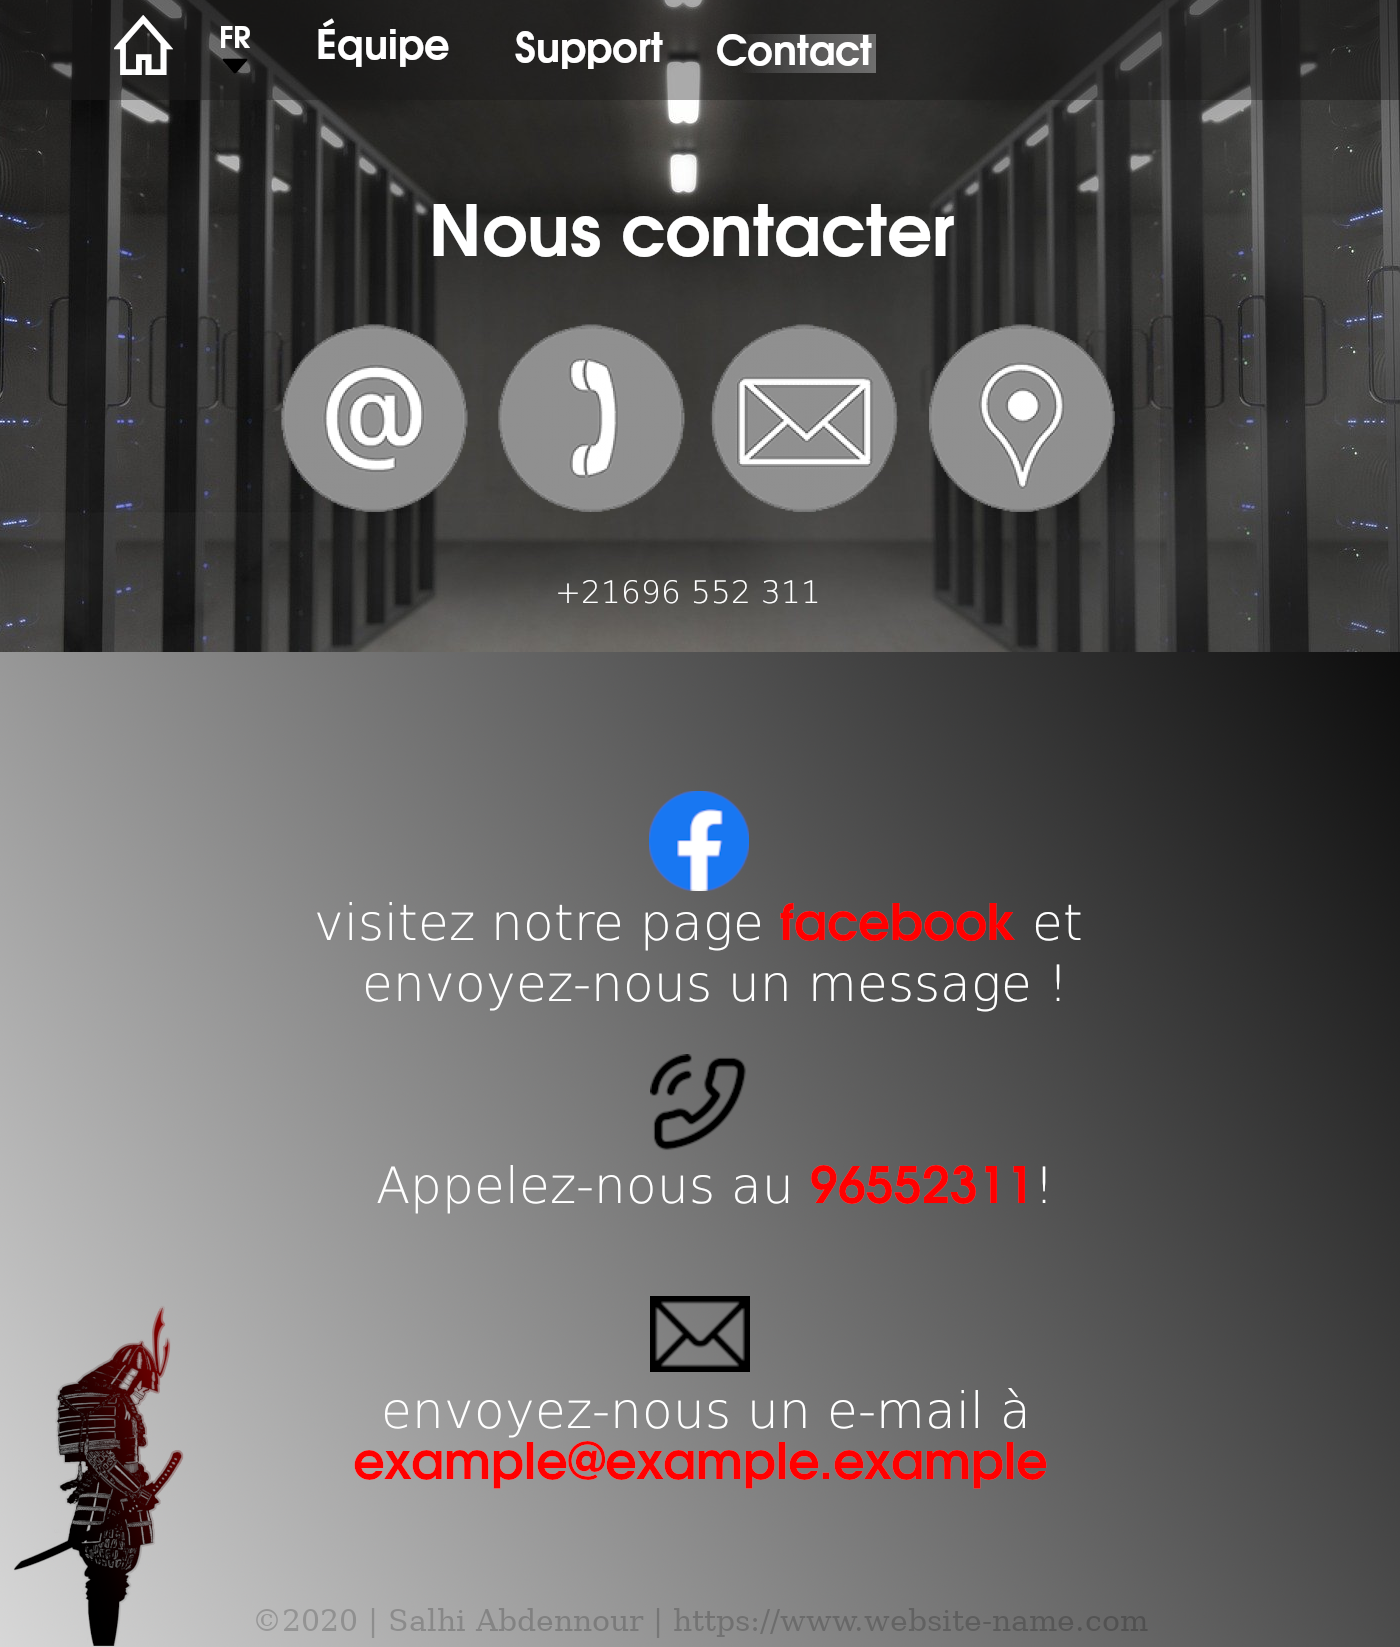 FR
Équipe
Support
Contact
Nous contacter
+21696 552 311
visitez notre page facebook et
envoyez-nous un message !
Appelez-nous au 96552311!
envoyez-nous un e-mail à
example@example.example
©2020 | Salhi Abdennour | https://www.website-name.com